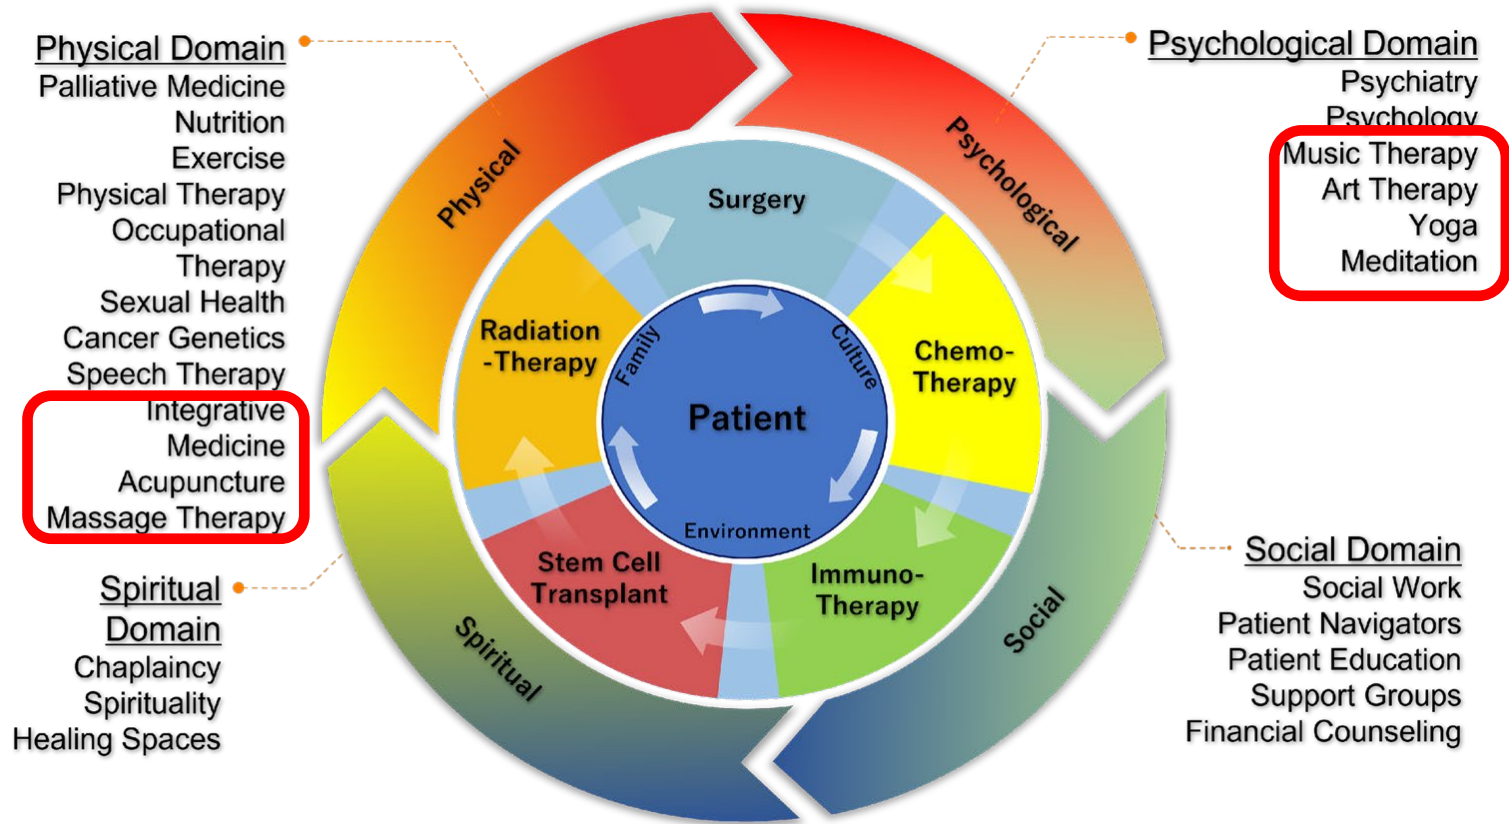 Physical Domain
Palliative Medicine
Nutrition
Exercise
Physical Therapy
Occupational
Therapy
Sexual Health
Cancer Genetics
Speech Therapy
Integrative
Medicine
Acupuncture
Massage Therapy
Spiritual
Domain
Chaplaincy
Spirituality
Healing Spaces
Physical
Psychological
Social
Spiritual
Surgery
Chemo-
Therapy
Immuno-
Therapy
Stem Cell
Transplant
Radiation
-Therapy
Family
Culture
Patient
Environment
Psychological Domain
Psychiatry
Psychology
Music Therapy
Art Therapy
Yoga
Meditation
Social Domain
Social Work
Patient Navigators
Patient Education
Support Groups
Financial Counseling